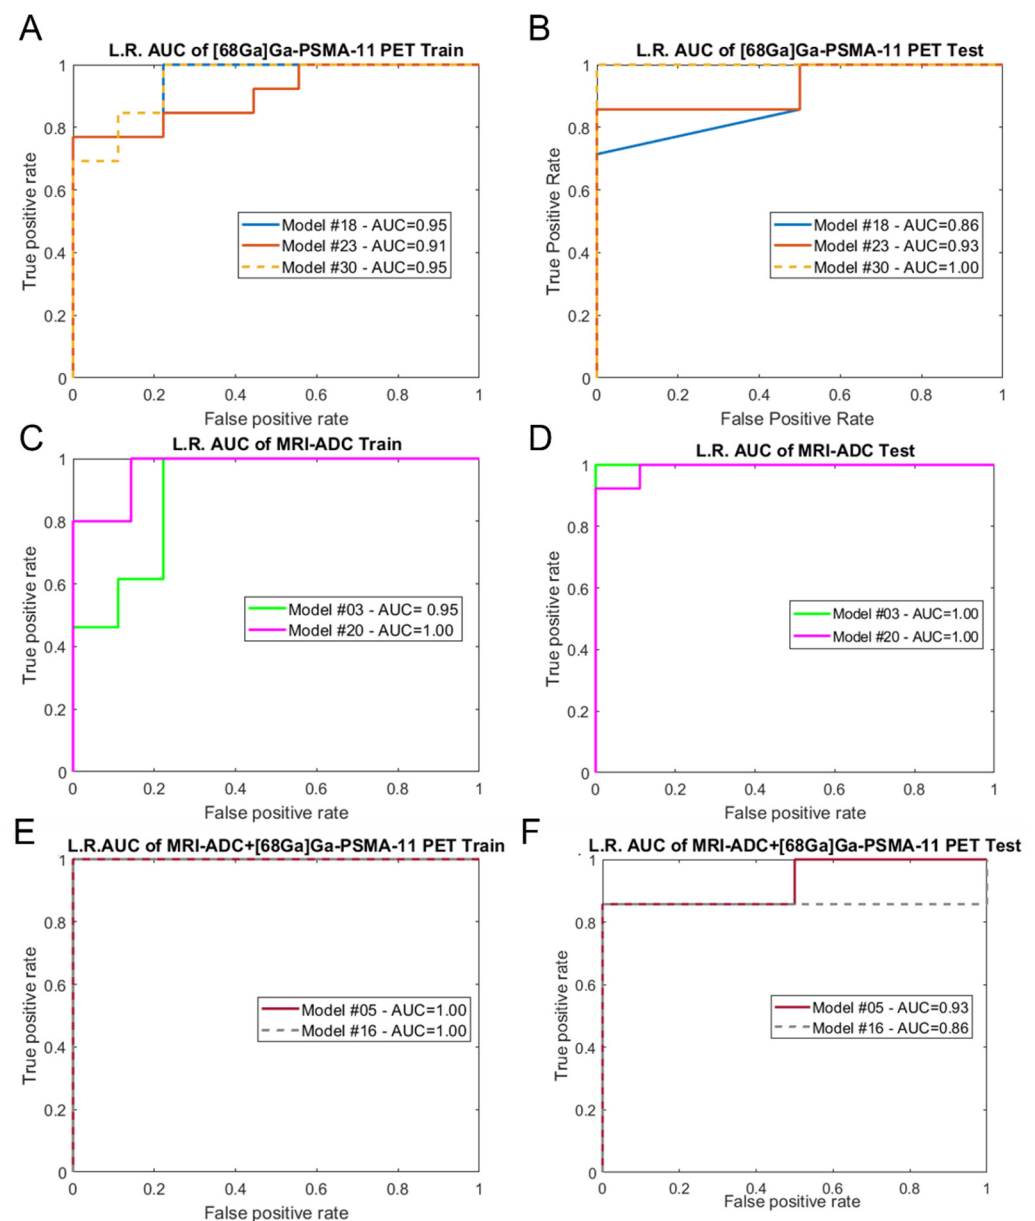 A
L.R. AUC of [68Ga]Ga-PSMA-11 PET Train
True positive rate
1
0.8
0.6
0.4
0.2
0
Model #18 - AUC=0.95
Model #23 - AUC=0.91
Model #30 - AUC=0.95
0 0.2 0.4 0.6 0.8 1
False positive rate
B
L.R. AUC of [68Ga]Ga-PSMA-11 PET Test
True Positive Rate
1
0.8
0.6
0.4
0.2
0
Model #18 - AUC=0.86
Model #23 - AUC=0.93
Model #30 - AUC=1.00
0 0.2 0.4 0.6 0.8 1
False Positive Rate
C
L.R. AUC of MRI-ADC Train
True positive rate
1
0.8
0.6
0.4
0.2
0
Model #03 - AUC= 0.95
Model #20 - AUC=1.00
0 0.2 0.4 0.6 0.8 1
False positive rate
D
L.R. AUC of MRI-ADC Test
True positive rate
1
0.8
0.6
0.4
0.2
0
Model #03 - AUC=1.00
Model #20 - AUC=1.00
0 0.2 0.4 0.6 0.8 1
False positive rate
E
L.R.AUC of MRI-ADC+[68Ga]Ga-PSMA-11 PET Train
True positive rate
1
0.8
0.6
0.4
0.2
0
Model #05 - AUC=1.00
Model #16 - AUC=1.00
0 0.2 0.4 0.6 0.8 1
False positive rate
F
L.R. AUC of MRI-ADC+[68Ga]Ga-PSMA-11 PET Test
True positive rate
1
0.8
0.6
0.4
0.2
0
Model #05 - AUC=0.93
Model #16 - AUC=0.86
0 0.2 0.4 0.6 0.8 1
False positive rate